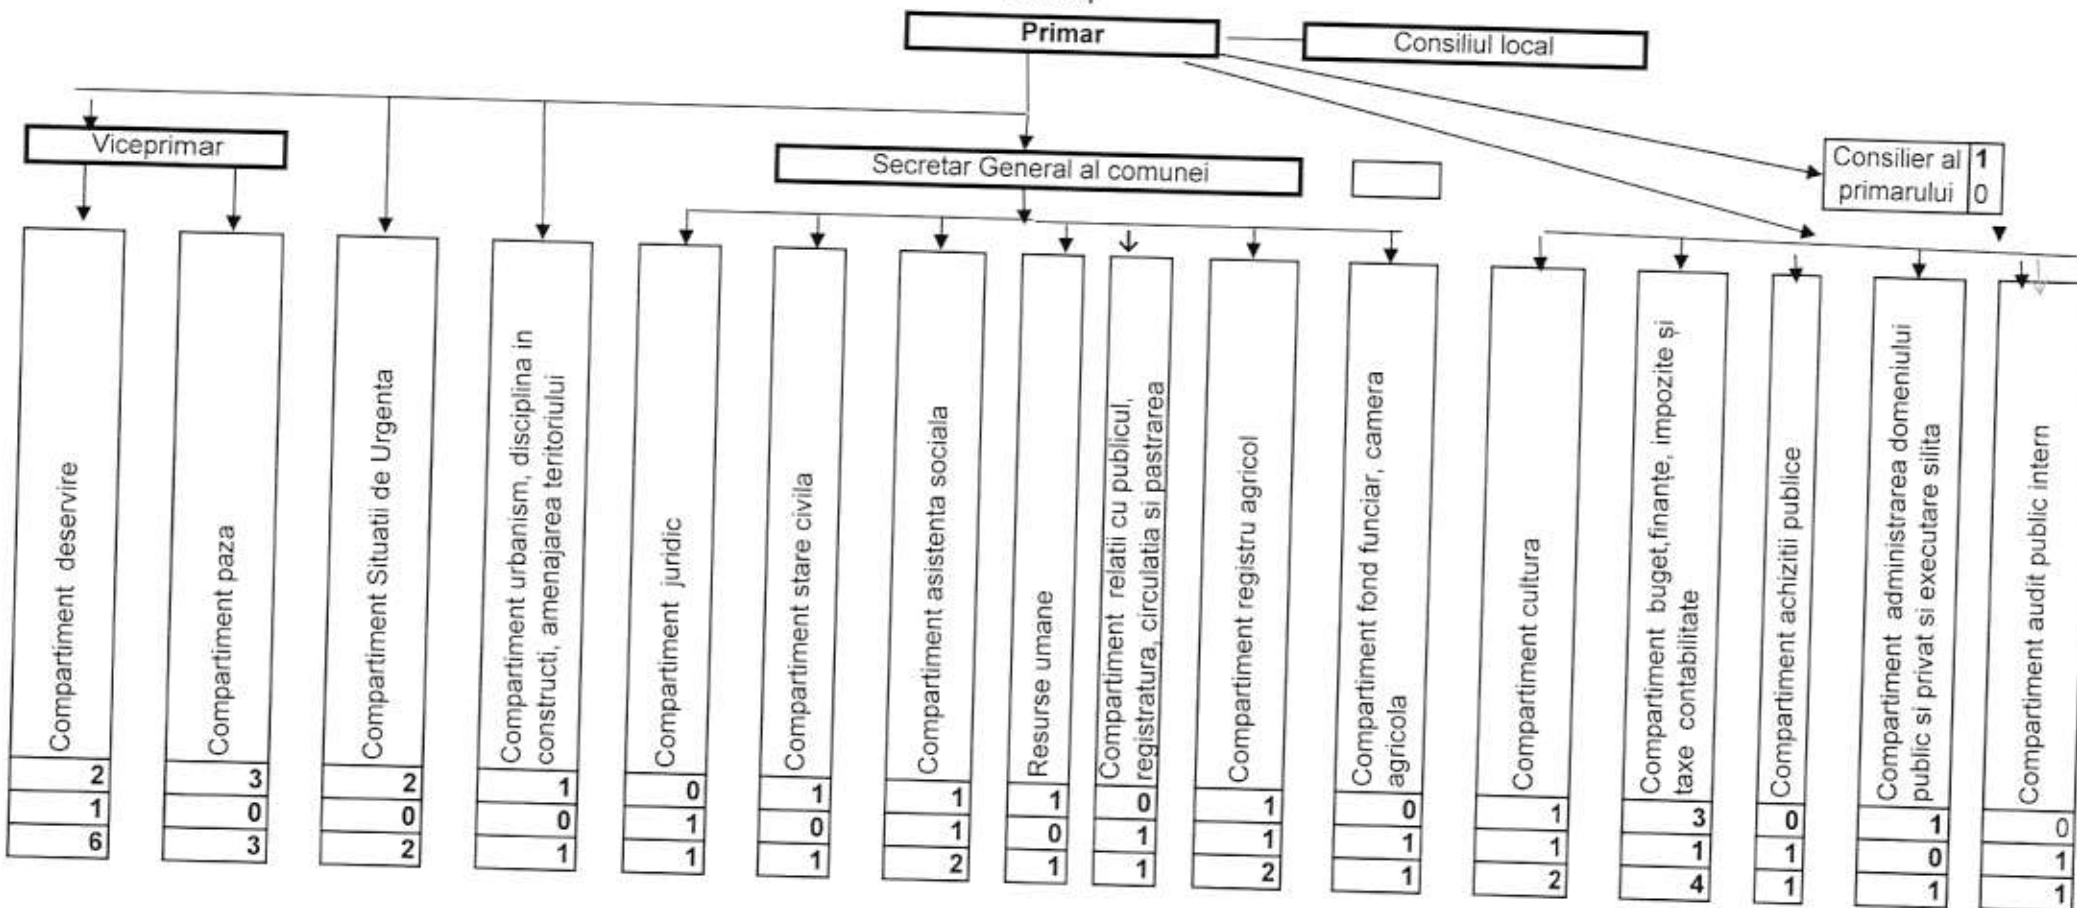 Primar
Consiliul local
Viceprimar
Secretar General al comunei
Consilier al 1
primarului 0
Compartiment deservire
2
1
6
Compartiment paza
3
0
3
Compartiment Situatii de Urgenta
2
0
2
Compartiment urbanism, disciplina in
constructi, amenajarea teritoriului
1
0
1
Compartiment juridic
0
1
1
Compartiment stare civila
1
0
1
Compartiment asistenta sociala
1
1
2
Resurse umane
1
0
1
Compartiment relatii cu publicul,
registratura, circulatia si pastrarea
0
1
1
Compartiment registru agricol
1
1
2
Compartiment fond funciar, camera
agricola
0
1
1
Compartiment cultura
1
1
2
Compartiment buget,finanțe, impozite și
taxe contabilitate
3
1
4
Compartiment achizitii publice
0
1
1
Compartiment administrarea domeniului
public si privat si executare silita
1
0
1
Compartiment audit public intern
0
1
1